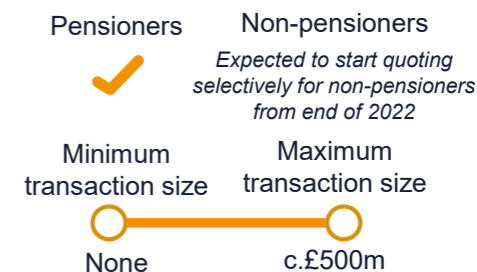 Pensioners
Non-pensioners
Expected to start quoting
selectively for non-pensioners
from end of 2022
Minimum
transaction size
Maximum
transaction size
None
c.£500m